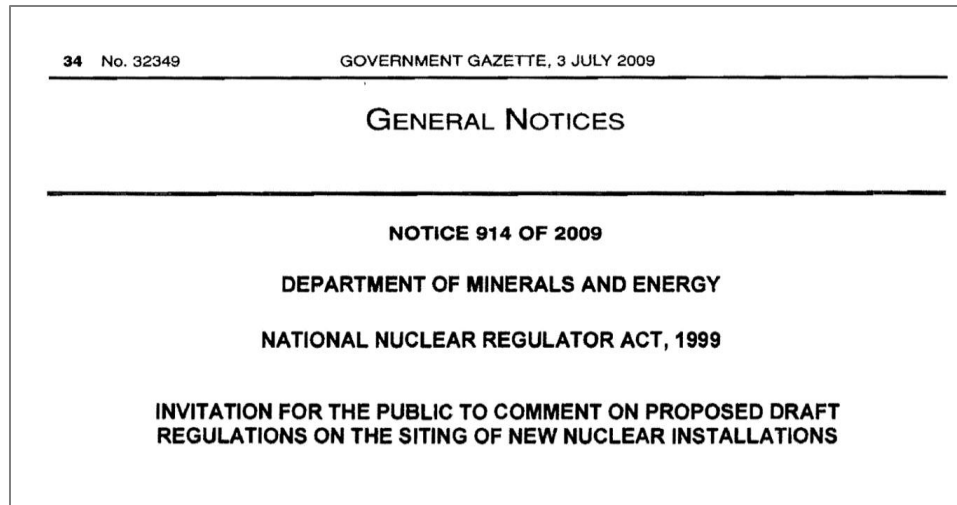 34 No. 32349 GOVERNMENT GAZETTE, 3 JULY 2009
GENERAL NOTICES
NOTICE 914 OF 2009
DEPARTMENT OF MINERALS AND ENERGY
NATIONAL NUCLEAR REGULATOR ACT, 1999
INVITATION FOR THE PUBLIC TO COMMENT ON PROPOSED DRAFT
REGULATIONS ON THE SITING OF NEW NUCLEAR INSTALLATIONS